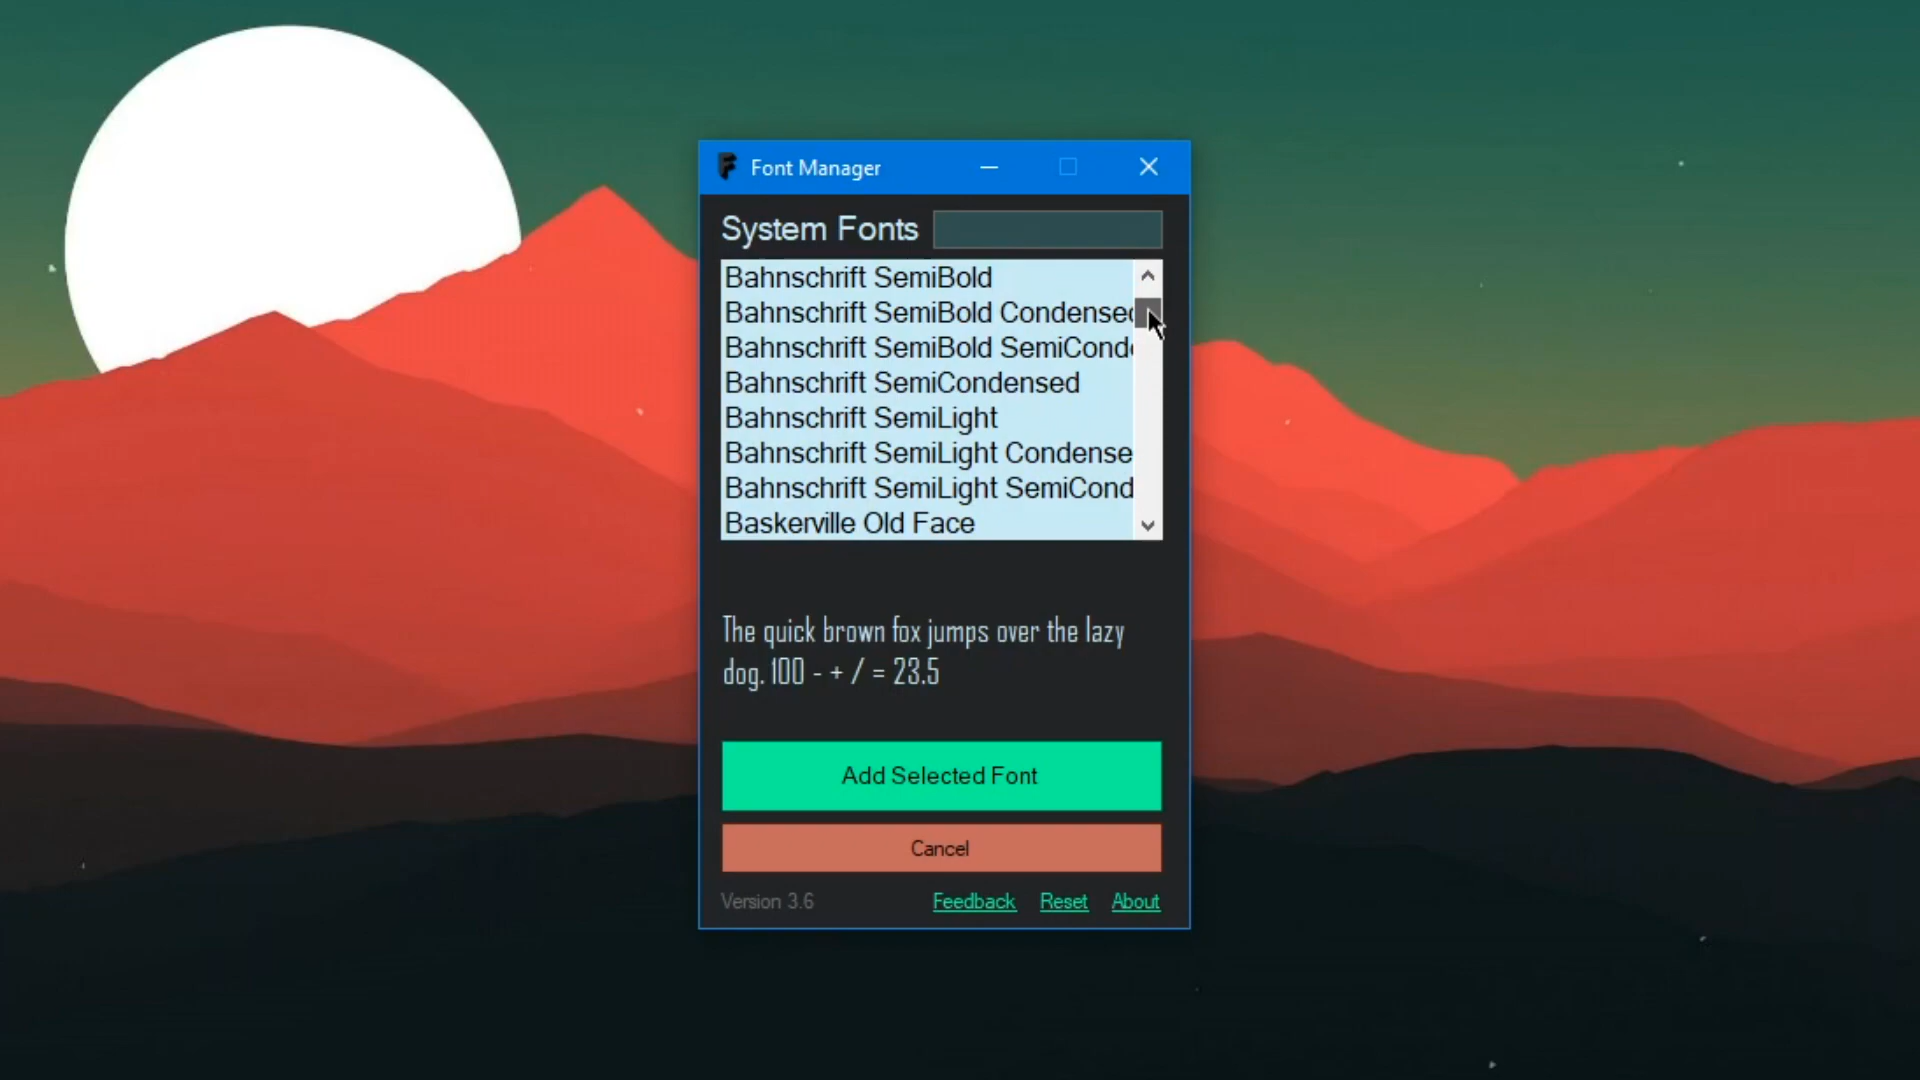 Font Manager
System Fonts
Bahnschrift SemiBold
Bahnschrift SemiBold Condensed
Bahnschrift SemiBold SemiCond
Bahnschrift SemiCondensed
Bahnschrift SemiLight
Bahnschrift SemiLight Condense
Bahnschrift SemiLight SemiCond
Baskerville Old Face
The quick brown fox jumps over the lazy
dog. 100 - + / = 23.5
Add Selected Font
Cancel
Version 3.6 Feedback Reset About